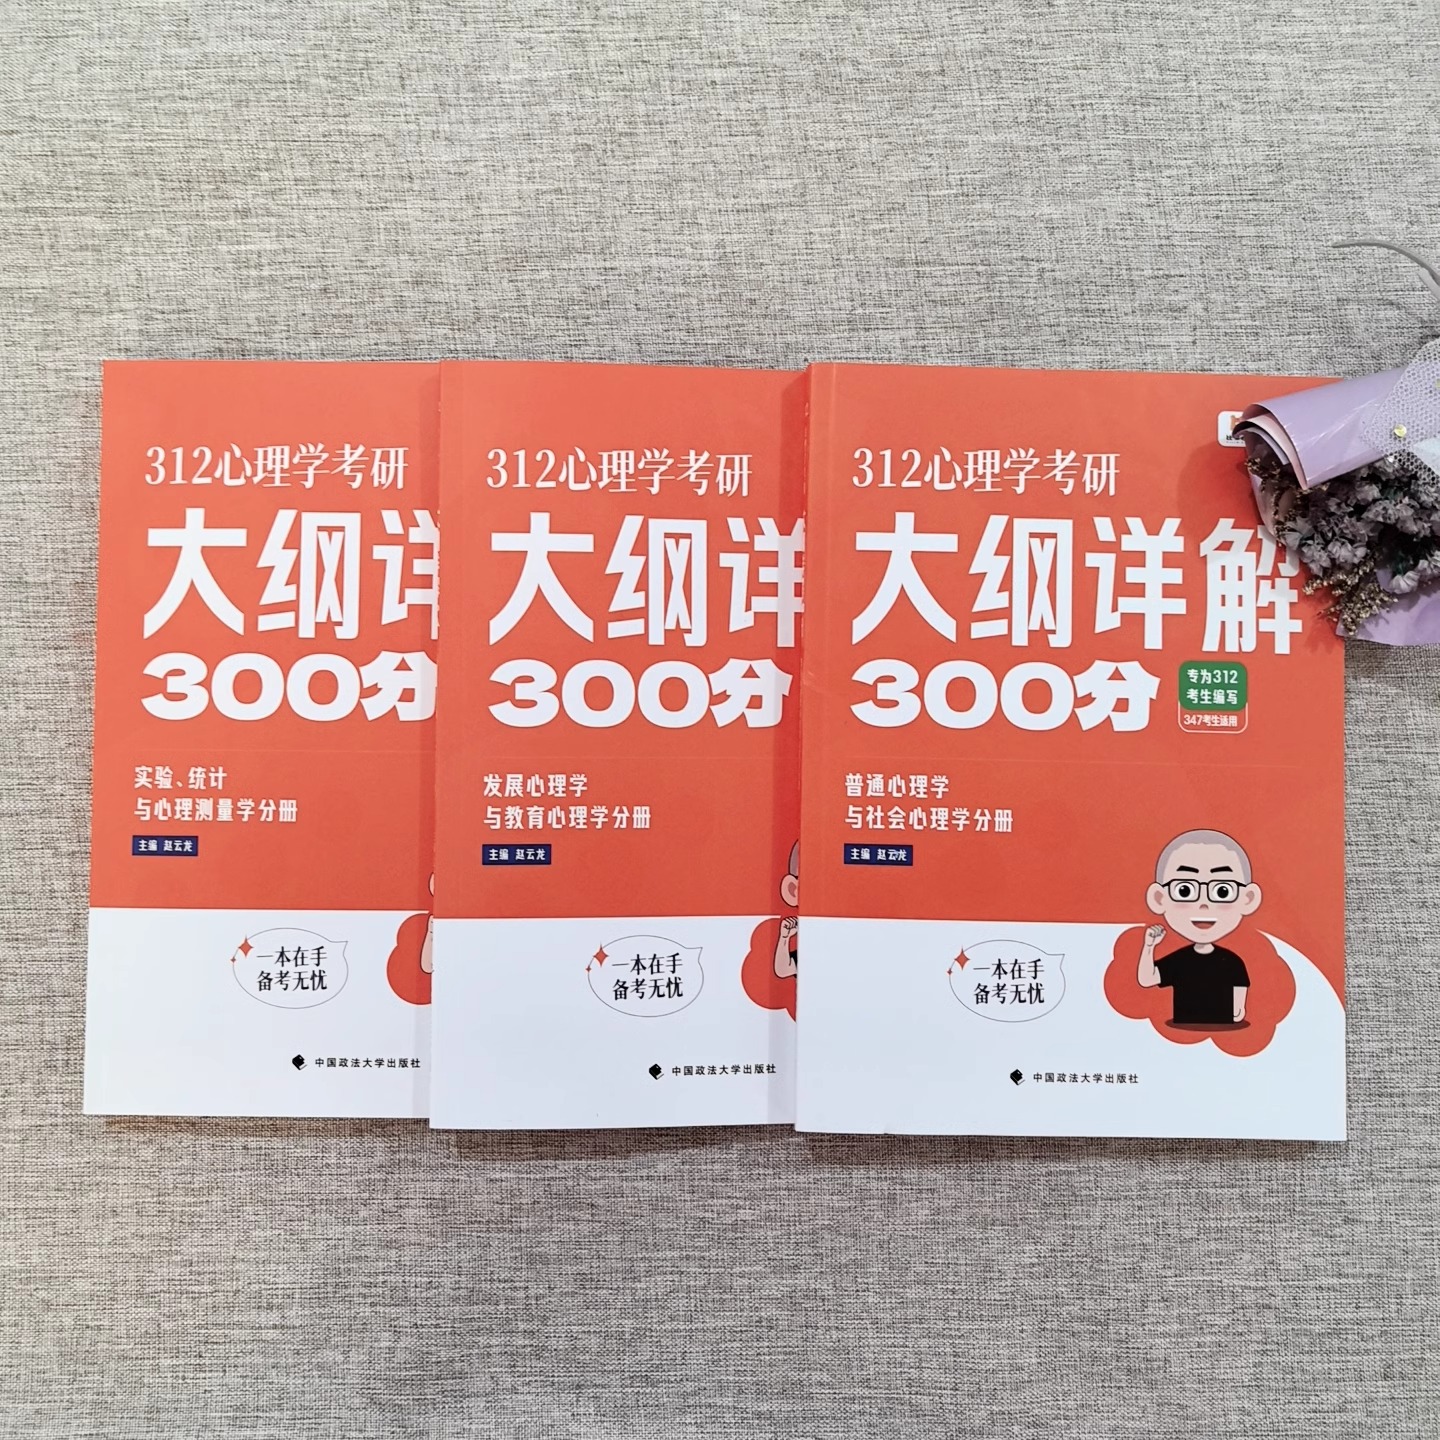 312心理学考研
大纲详
300分
实验、统计
与心理测量学分册
主编 赵云龙
一本在手
备考无忧
中国政法大学出版社
312心理学考研
大纲详
300分
发展心理学
与教育心理学分册
主编 赵云龙
一本在手
备考无忧
中国政法大学出版社
312心理学考研
大纲详解
300分
专为312
考生编写
347考生适用
普通心理学
与社会心理学分册
主编 赵云龙
一本在手
备考无忧
中国政法大学出版社